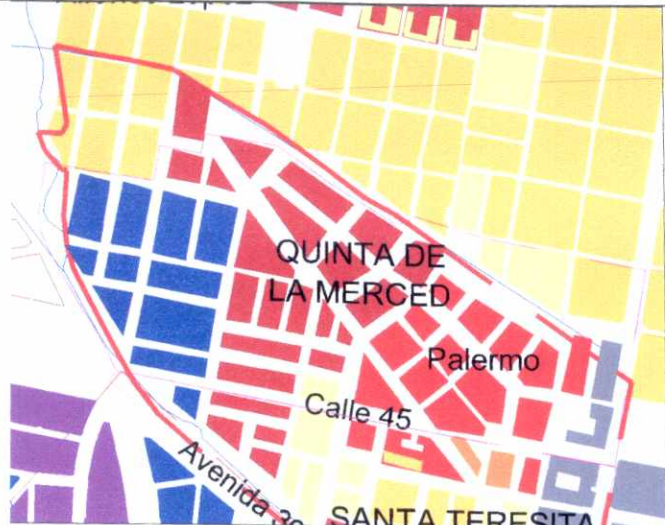 QUINTA DE
LA MERCED
Palermo
Calle 45
Avenida
SANTA TERESITA